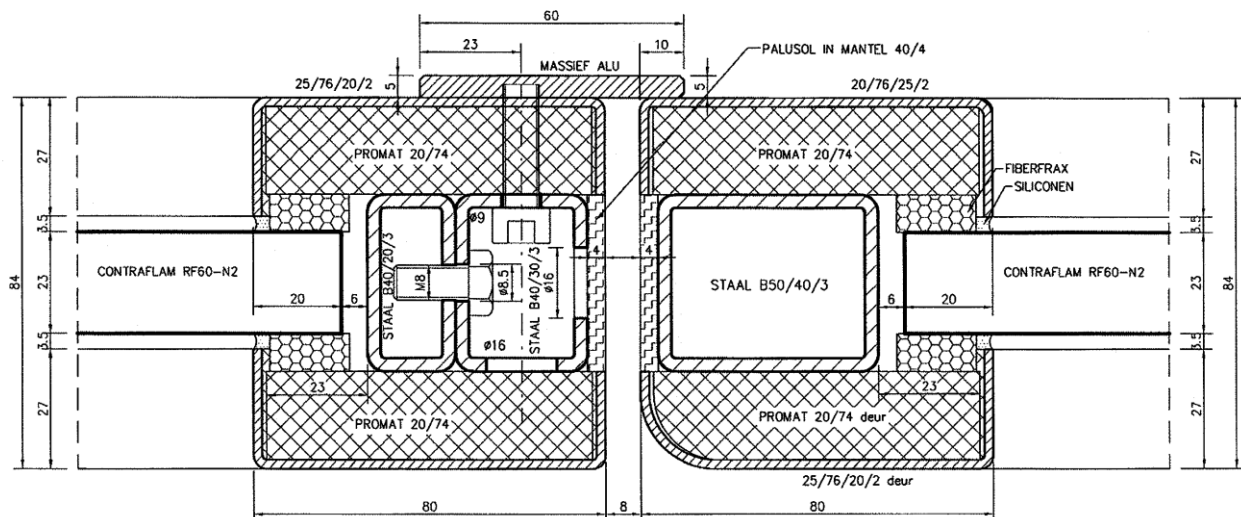 60
23
10
PALUSOL IN MANTEL 40/4
MASSIEF ALU
25/76/20/2
5
5
20/76/25/2
27
PROMAT 20/74
PROMAT 20/74
27
FIBERFRAX
SILICONEN
ø9
3.5
3.5
84
CONTRAFLAM RF60-N2
23
STAAL B40/20/3
M8
ø8.5
STAAL B40/30/3
ø16
4
4
STAAL B50/40/3
CONTRAFLAM RF60-N2
23
84
20
6
6
20
3.5
ø16
3.5
23
23
27
PROMAT 20/74
PROMAT 20/74 deur
27
25/76/20/2 deur
80
8
80